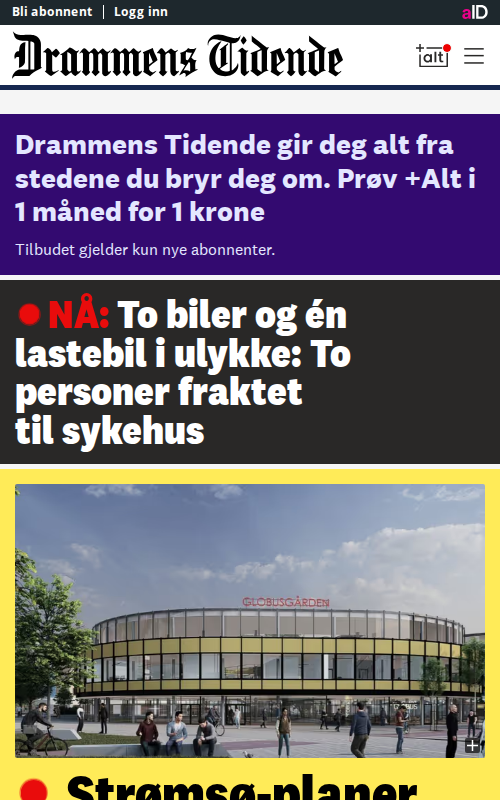 Bli abonnent | Logg inn
aID
Drammens Tidende
+alt
Drammens Tidende gir deg alt fra
stedene du bryr deg om. Prøv +Alt i
1 måned for 1 krone
Tilbudet gjelder kun nye abonnenter.
NÅ: To biler og én
lastebil i ulykke: To
personer fraktet
til sykehus
GLOBUSGÅRDEN
Strømsø-planer